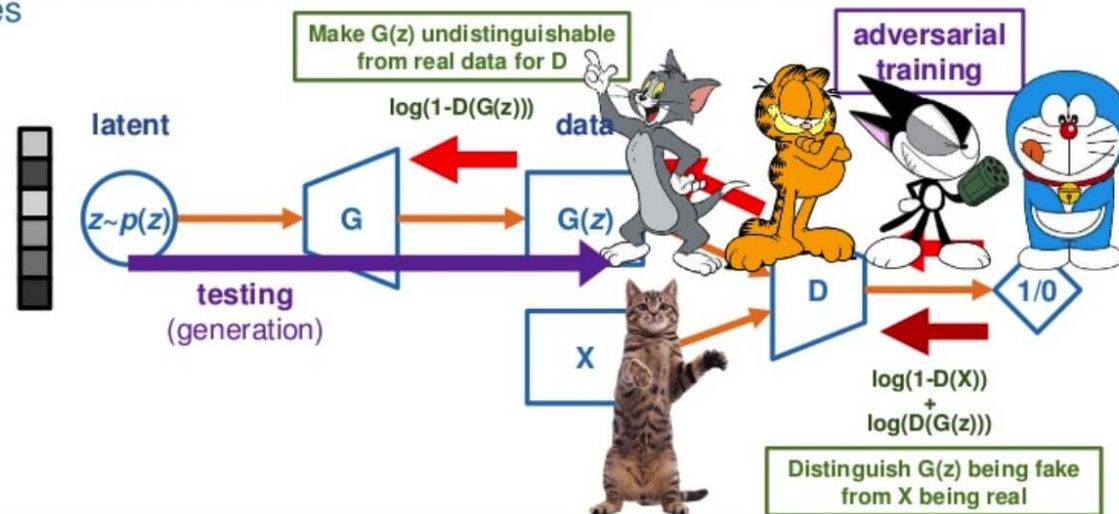 es
Make G(z) undistinguishable
from real data for D
adversarial
training
log(1-D(G(z)))
latent
data
z~p(z)
G
G(z)
D
1/0
testing
(generation)
X
log(1-D(X))
+
log(D(G(z)))
Distinguish G(z) being fake
from X being real